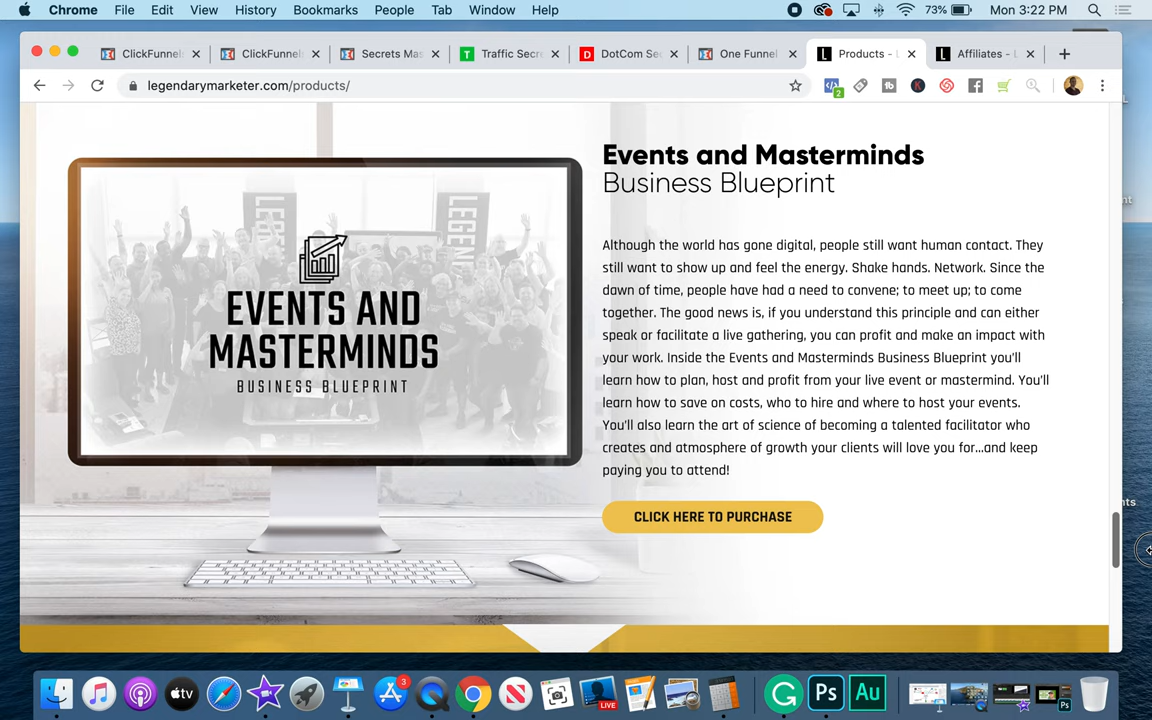 Chrome File Edit View History Bookmarks People Tab Window Help 73% Mon 3:22 PM
ClickFunnel ClickFunnel Secrets Mas Traffic Secre DotCom Sec One Funnel Products - L Affiliates - L
legendarymarketer.com/products/
Events and Masterminds
Business Blueprint
EVENTS AND
MASTERMINDS
BUSINESS BLUEPRINT
Although the world has gone digital, people still want human contact. They
still want to show up and feel the energy. Shake hands. Network. Since the
dawn of time, people have had a need to convene; to meet up; to come
together. The good news is, if you understand this principle and can either
speak or facilitate a live gathering, you can profit and make an impact with
your work. Inside the Events and Masterminds Business Blueprint you'll
learn how to plan, host and profit from your live event or mastermind. You'll
learn how to save on costs, who to hire and where to host your events.
You'll also learn the art of science of becoming a talented facilitator who
creates and atmosphere of growth your clients will love you for...and keep
paying you to attend!
CLICK HERE TO PURCHASE
tv 3 LIVE Ps Au